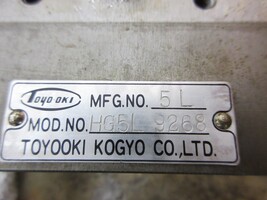 TOYO OKI MFG.NO. 5L
MOD.NO. HG5L-9268
TOYOOKI KOGYO CO.,LTD.